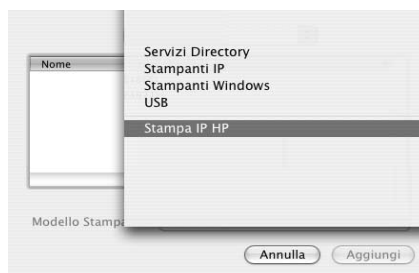 Nome
Servizi Directory
Stampanti IP
Stampanti Windows
USB
Stampa IP HP
Modello Stampa
Annulla
Aggiungi